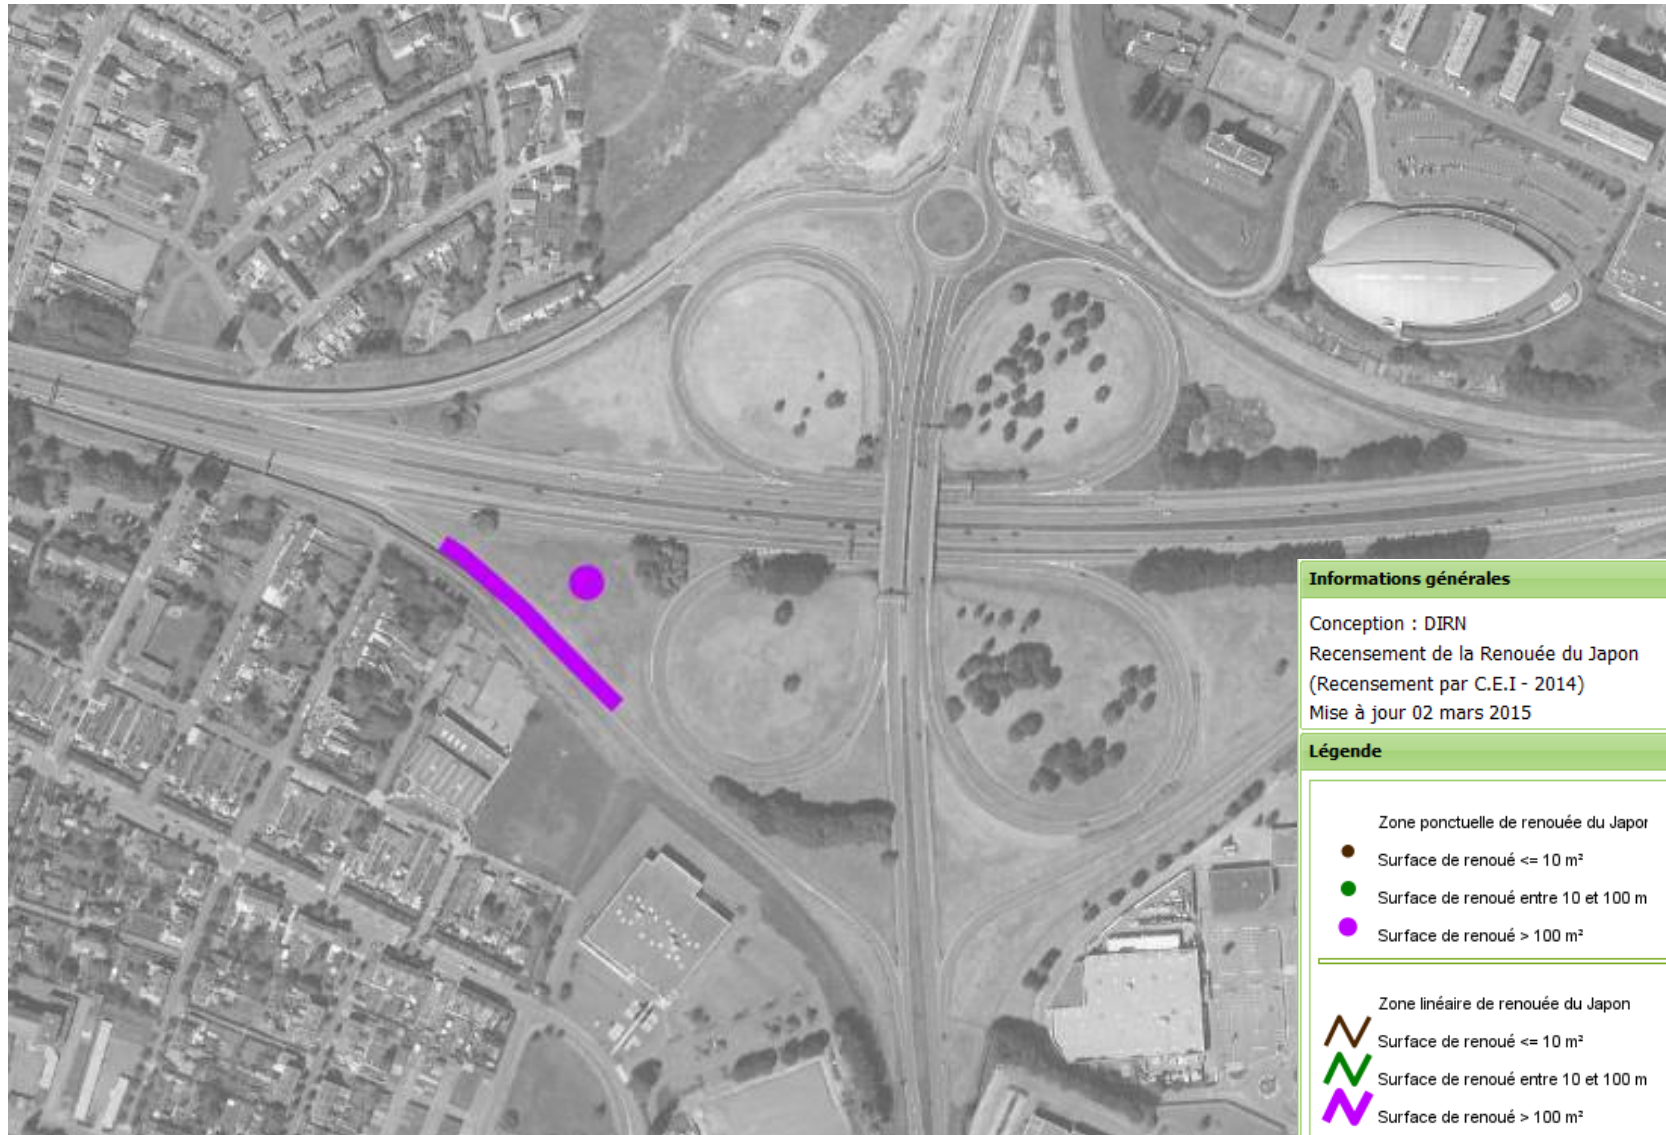 Informations générales
Conception : DIRN
Recensement de la Renouée du Japon
(Recensement par C.E.I - 2014)
Mise à jour 02 mars 2015
Légende
Zone ponctuelle de renouée du Japon
Surface de renoué <= 10 m²
Surface de renoué entre 10 et 100 m
Surface de renoué > 100 m²
Zone linéaire de renouée du Japon
Surface de renoué <= 10 m²
Surface de renoué entre 10 et 100 m
Surface de renoué > 100 m²